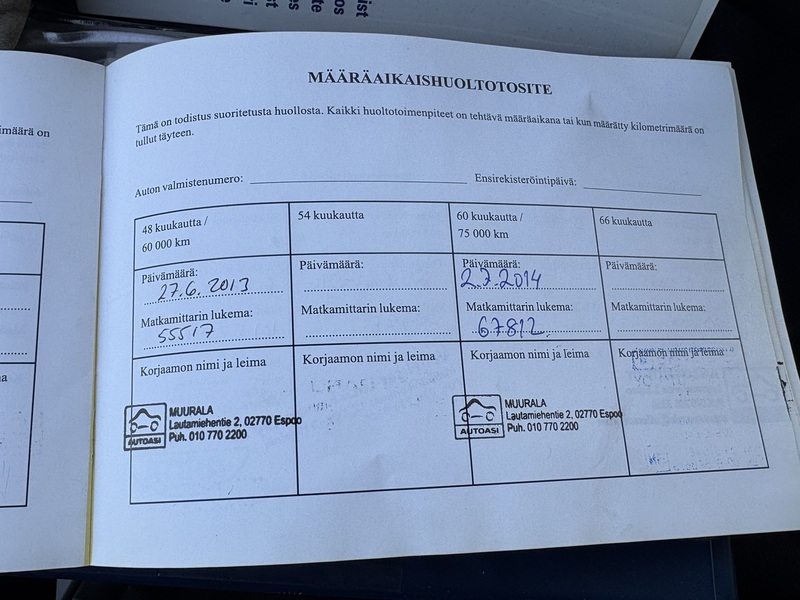 MÄÄRÄAIKAISHUOLTOTOSITE
Tämä on todistus suoritetusta huollosta. Kaikki huoltotoimenpiteet on tehtävä määräaikana tai kun määrätty kilometrimäärä on
tullut täyteen.
imäärä on
Auton valmistenumero: Ensirekisteröintipäivä:
48 kuukautta /
60 000 km
54 kuukautta
60 kuukautta /
75 000 km
66 kuukautta
Päivämäärä:
27.6.2013
Päivämäärä:
Päivämäärä:
2.7.2014
Päivämäärä:
Matkamittarin lukema:
55517
Matkamittarin lukema:
Matkamittarin lukema:
67812
Matkamittarin lukema:
Korjaamon nimi ja leima
Korjaamon nimi ja leima
Korjaamon nimi ja leima
Korjaamon nimi ja leima
AUTOASI
MUURALA
Lautamiehentie 2, 02770 Espoo
Puh. 010 770 2200
AUTOASI
MUURALA
Lautamiehentie 2, 02770 Espoo
Puh. 010 770 2200